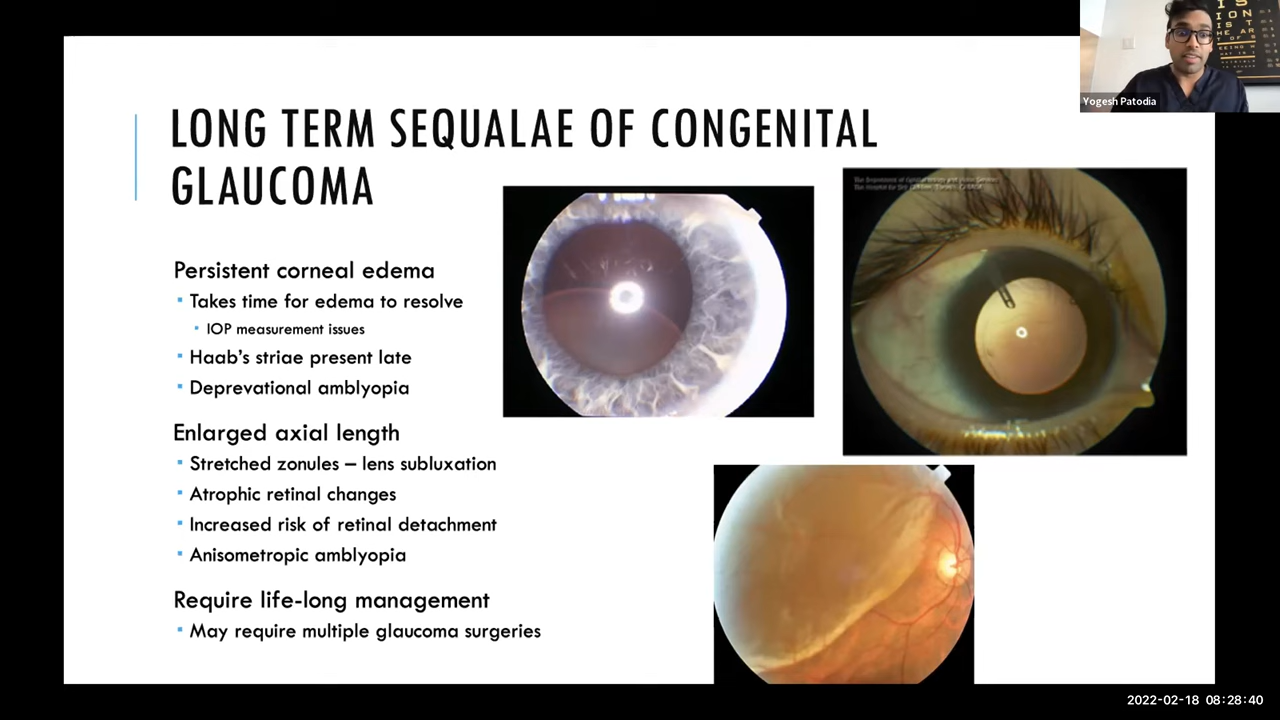 LONG TERM SEQUALAE OF CONGENITAL
GLAUCOMA
Persistent corneal edema
Takes time for edema to resolve
IOP measurement issues
Haab's striae present late
Deprevational amblyopia
Enlarged axial length
Stretched zonules – lens subluxation
Atrophic retinal changes
Increased risk of retinal detachment
Anisometropic amblyopia
Require life-long management
May require multiple glaucoma surgeries
Yogesh Patodia
2022-02-18 08:28:40